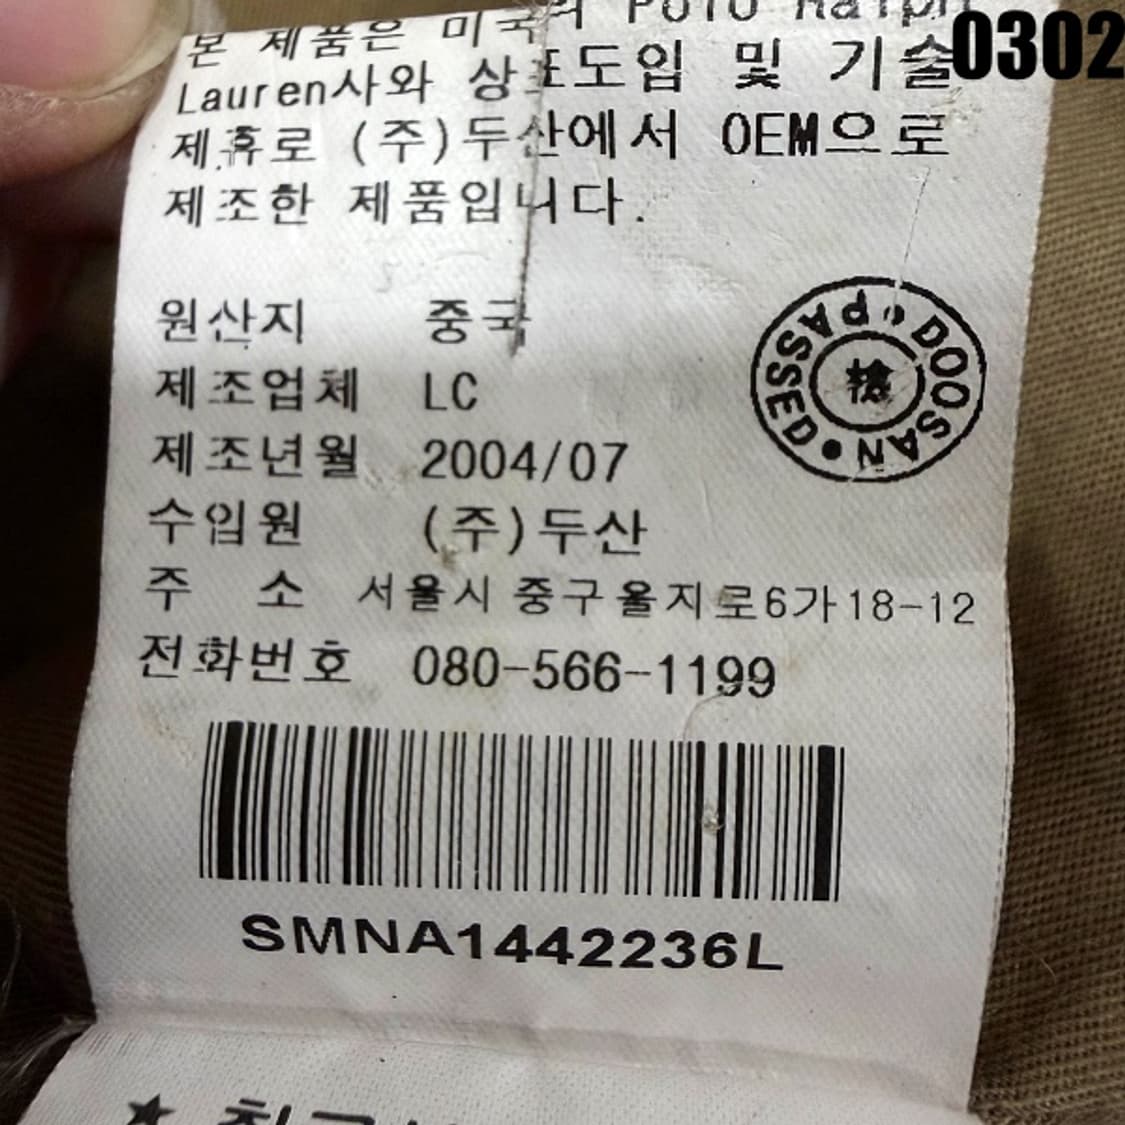 0302
본 제품은 미국의 Polo Ralph
Lauren사와 상표도입 및 기술
제휴로 (주)두산에서 OEM으로
제조한 제품입니다.
원산지 중국
제조업체 LC
제조년월 2004/07
수입원 (주)두산
주 소 서울시 중구 을지로6가 18-12
전화번호 080-566-1199
PASSED DOOSAN
SMNA1442236L
★